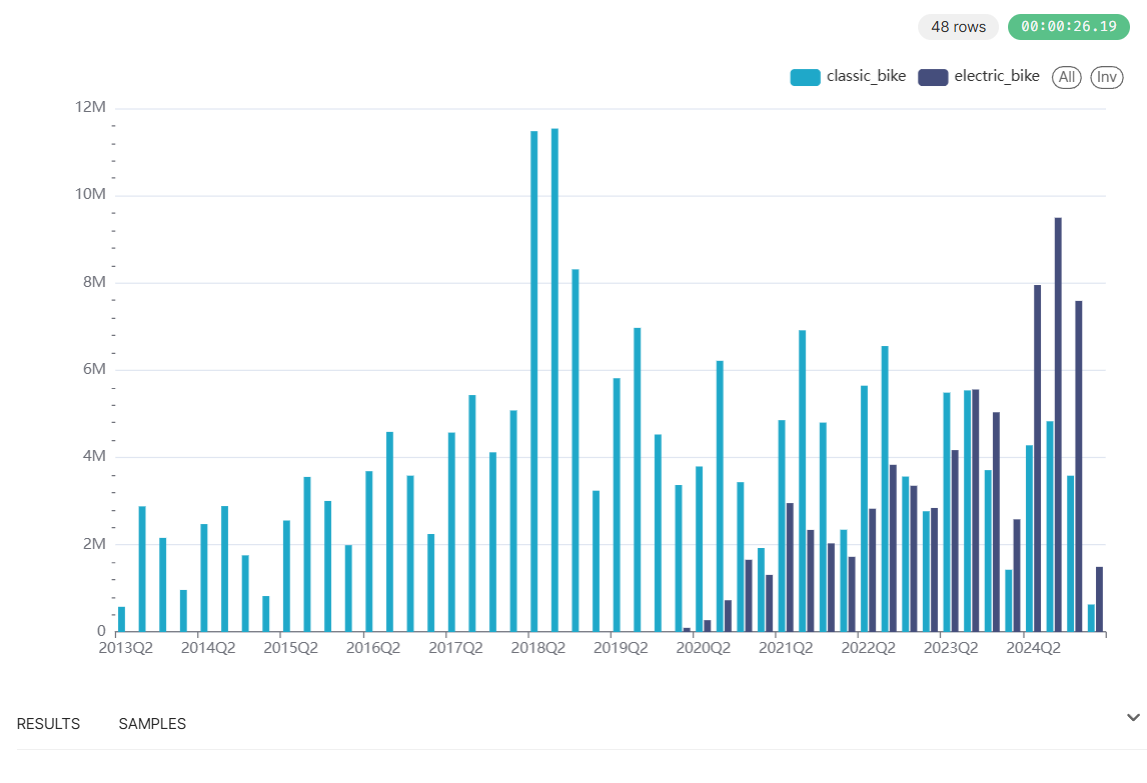 48 rows 00:00:26.19
classic_bike electric_bike All Inv
12M
10M
8M
6M
4M
2M
0
2013Q2 2014Q2 2015Q2 2016Q2 2017Q2 2018Q2 2019Q2 2020Q2 2021Q2 2022Q2 2023Q2 2024Q2
RESULTS SAMPLES